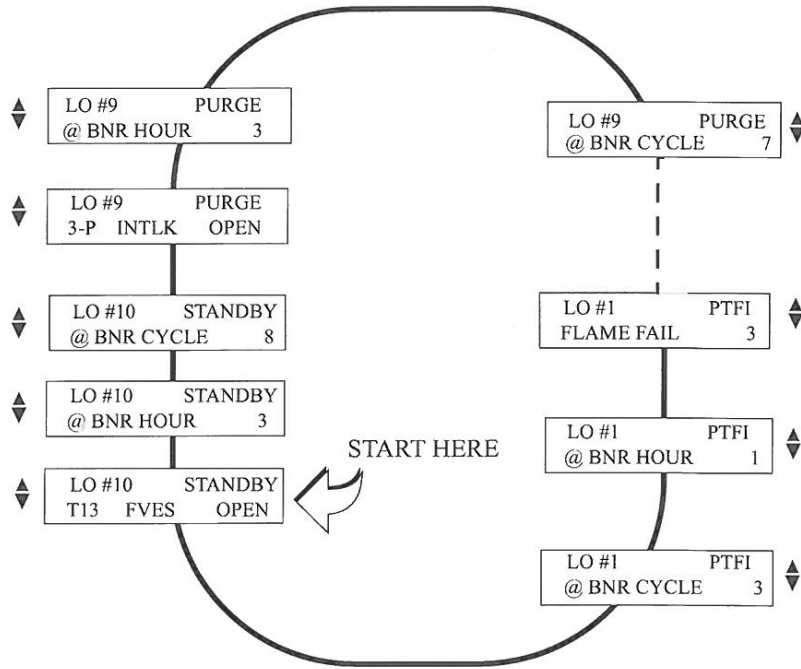 LO #9 PURGE
@ BNR HOUR 3
LO #9 PURGE
3-P INTLK OPEN
LO #10 STANDBY
@ BNR CYCLE 8
LO #10 STANDBY
@ BNR HOUR 3
LO #10 STANDBY
T13 FVES OPEN
START HERE
LO #9 PURGE
@ BNR CYCLE 7
LO #1 PTFI
FLAME FAIL 3
LO #1 PTFI
@ BNR HOUR 1
LO #1 PTFI
@ BNR CYCLE 3